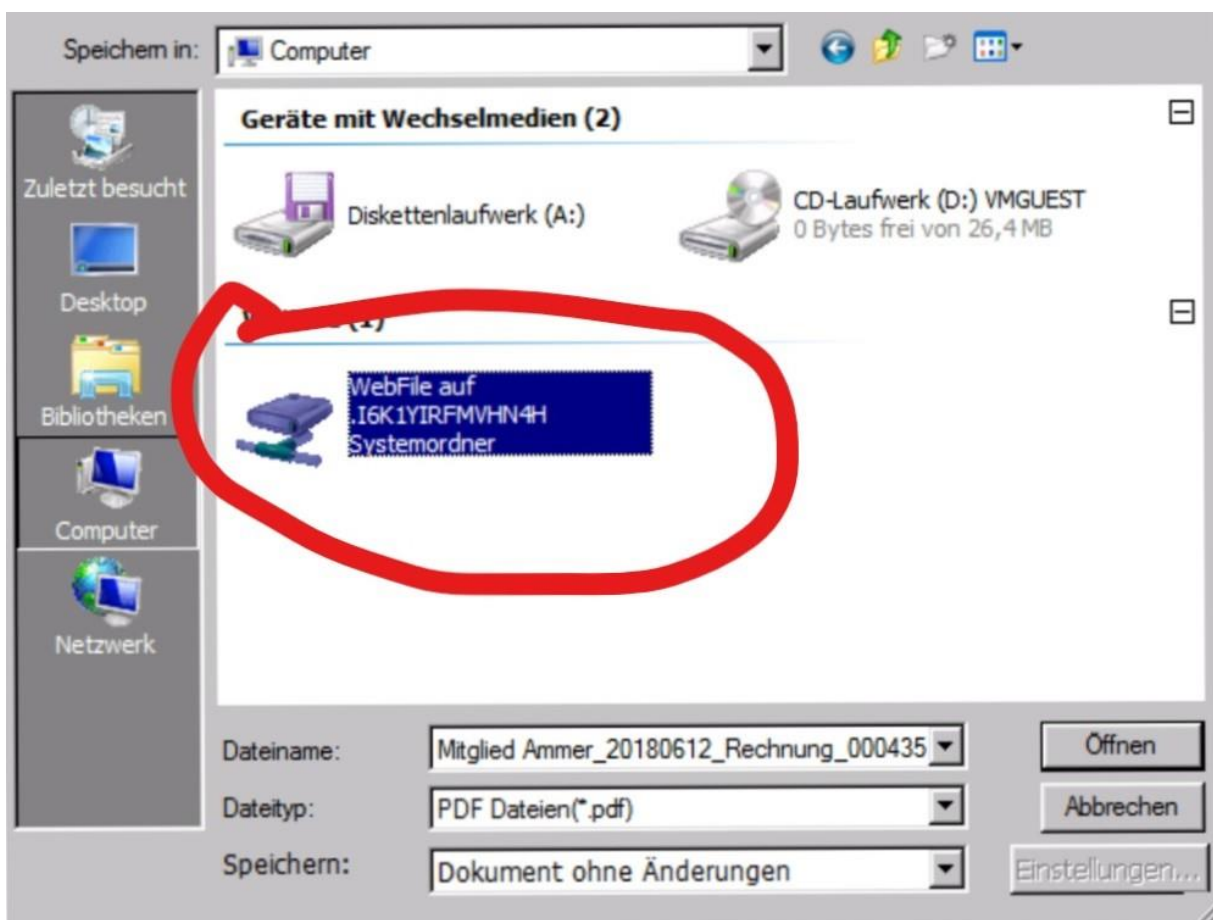 Speichern in:
Computer
Zuletzt besucht
Desktop
Bibliotheken
Computer
Netzwerk
Geräte mit Wechselmedien (2)
Diskettenlaufwerk (A:)
CD-Laufwerk (D:) VMGUEST
0 Bytes frei von 26,4 MB
(1)
WebFile auf
.I6K1YIRFMVHN4H
Systemordner
Dateiname:
Mitglied Ammer_20180612_Rechnung_000435
Öffnen
Dateityp:
PDF Dateien(*.pdf)
Abbrechen
Speichern:
Dokument ohne Änderungen
Einstellungen...